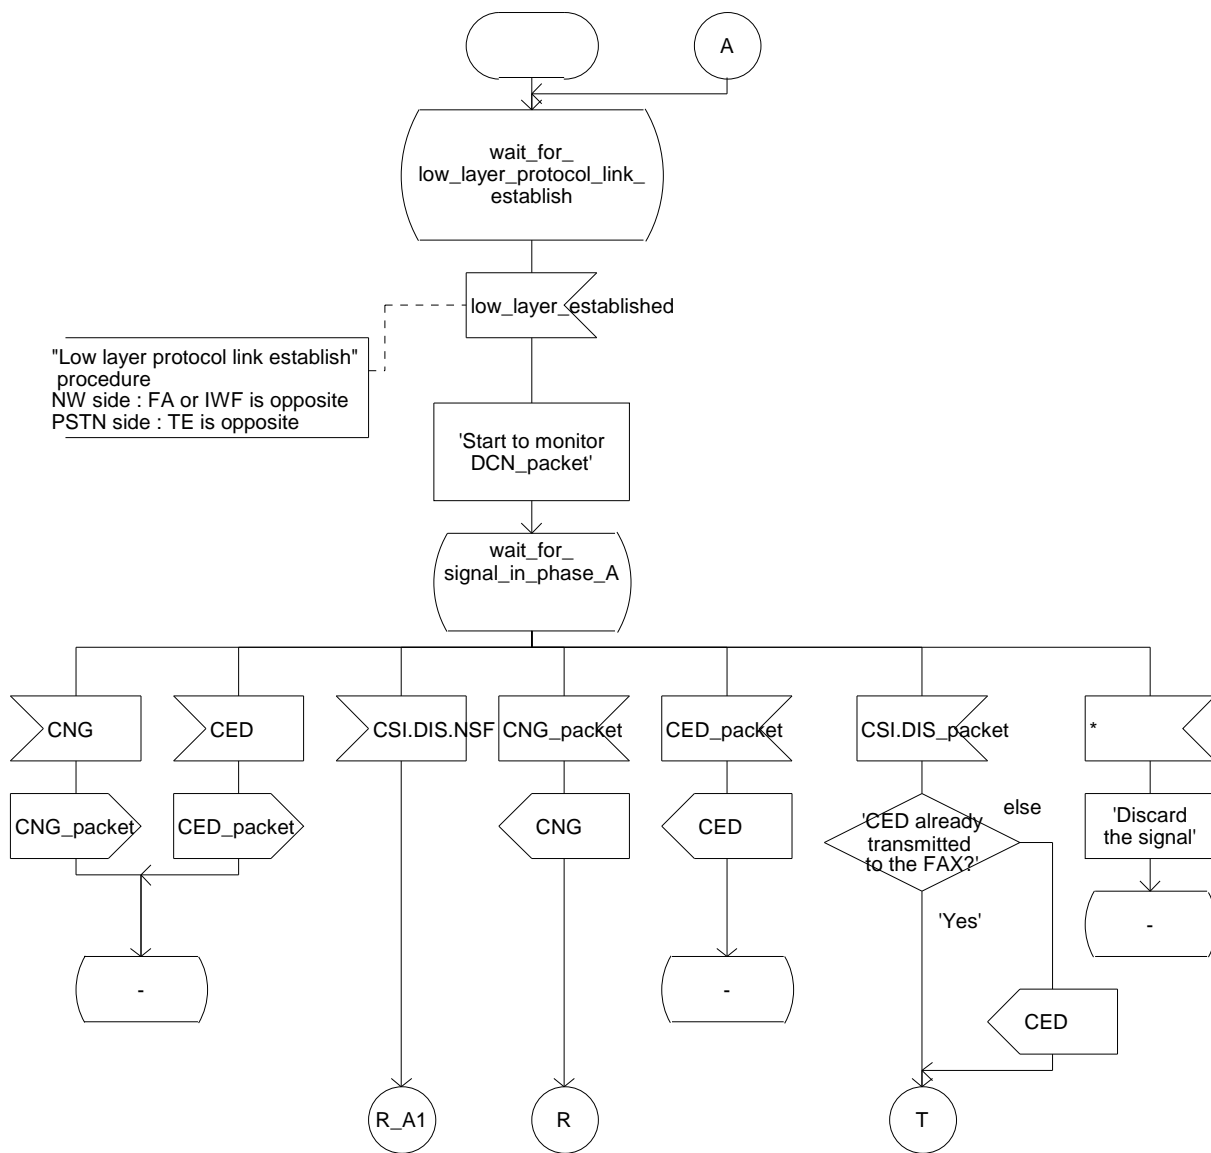 A
wait_for_
low_layer_protocol_link_
establish
low_layer_established
"Low layer protocol link establish"
procedure
NW side : FA or IWF is opposite
PSTN side : TE is opposite
'Start to monitor
DCN_packet'
wait_for_
signal_in_phase_A
CNG
CED
CSI.DIS.NSF
CNG_packet
CED_packet
CSI.DIS_packet
*
CNG_packet
CED_packet
CNG
CED
'CED already
transmitted
to the FAX?'
else
'Discard
the signal'
'Yes'
-
-
-
CED
R_A1
R
T